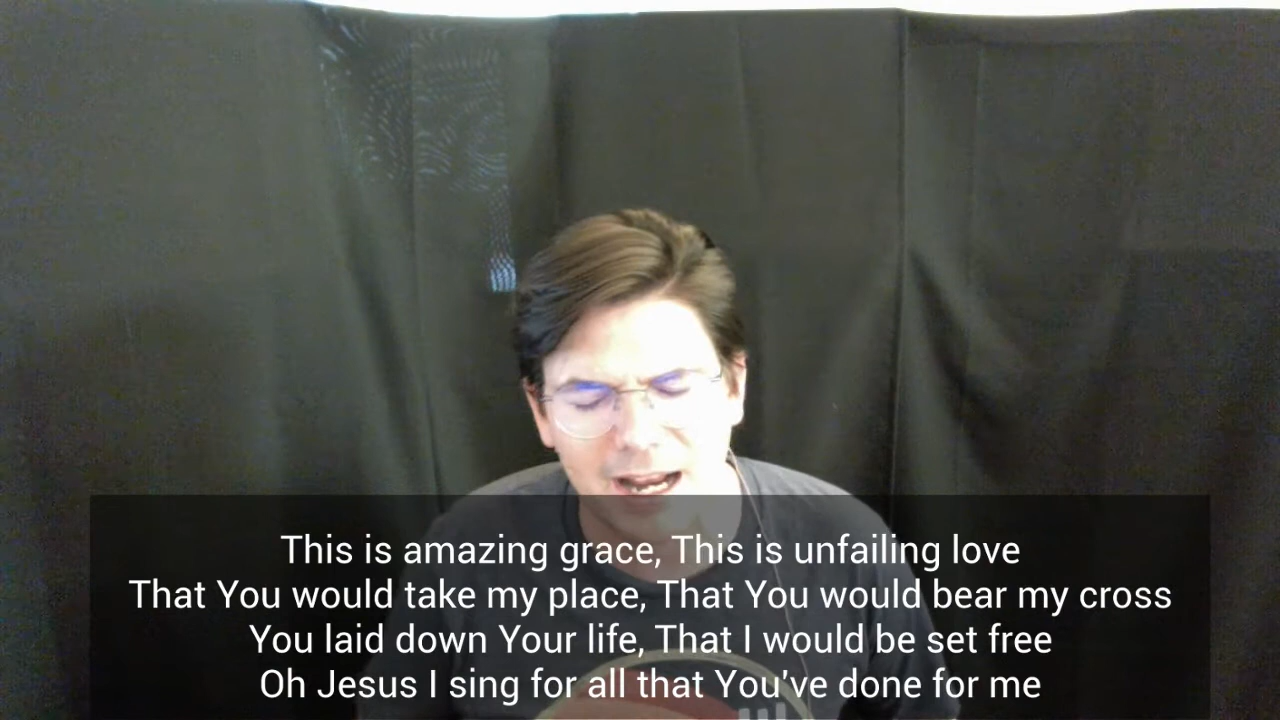 This is amazing grace, This is unfailing love
That You would take my place, That You would bear my cross
You laid down Your life, That I would be set free
Oh Jesus I sing for all that You've done for me